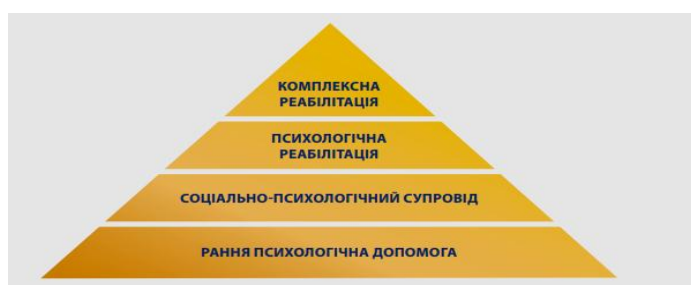 КОМПЛЕКСНА
РЕАБІЛІТАЦІЯ
ПСИХОЛОГІЧНА
РЕАБІЛІТАЦІЯ
СОЦІАЛЬНО-ПСИХОЛОГІЧНИЙ СУПРОВІД
РАННЯ ПСИХОЛОГІЧНА ДОПОМОГА